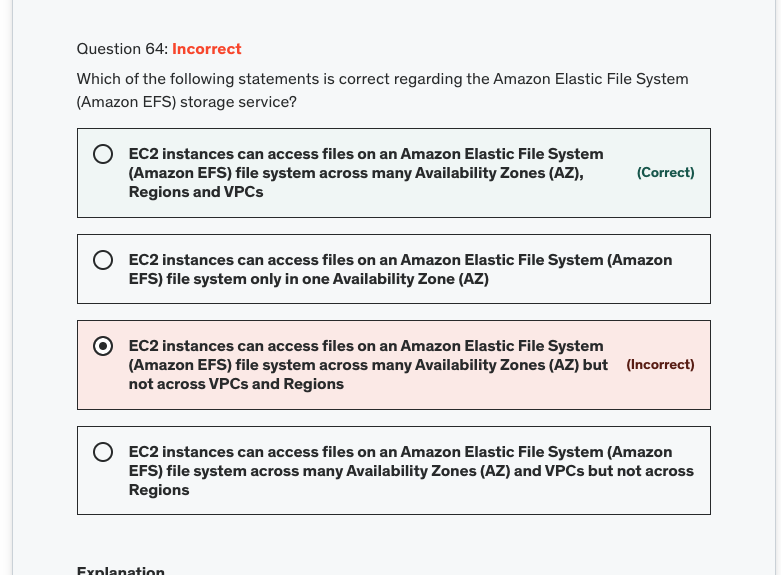 Question 64: Incorrect
Which of the following statements is correct regarding the Amazon Elastic File System
(Amazon EFS) storage service?
EC2 instances can access files on an Amazon Elastic File System
(Amazon EFS) file system across many Availability Zones (AZ),
Regions and VPCs
(Correct)
EC2 instances can access files on an Amazon Elastic File System (Amazon
EFS) file system only in one Availability Zone (AZ)
EC2 instances can access files on an Amazon Elastic File System
(Amazon EFS) file system across many Availability Zones (AZ) but
not across VPCs and Regions
(Incorrect)
EC2 instances can access files on an Amazon Elastic File System (Amazon
EFS) file system across many Availability Zones (AZ) and VPCs but not across
Regions
Explanation